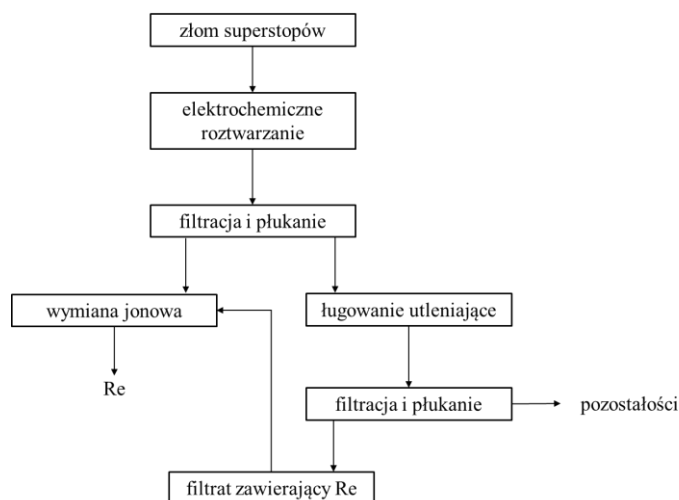 złom superstopów
elektrochemiczne
roztwarzanie
filtracja i płukanie
wymiana jonowa
ługowanie utleniające
Re
filtracja i płukanie
pozostałości
filtrat zawierający Re